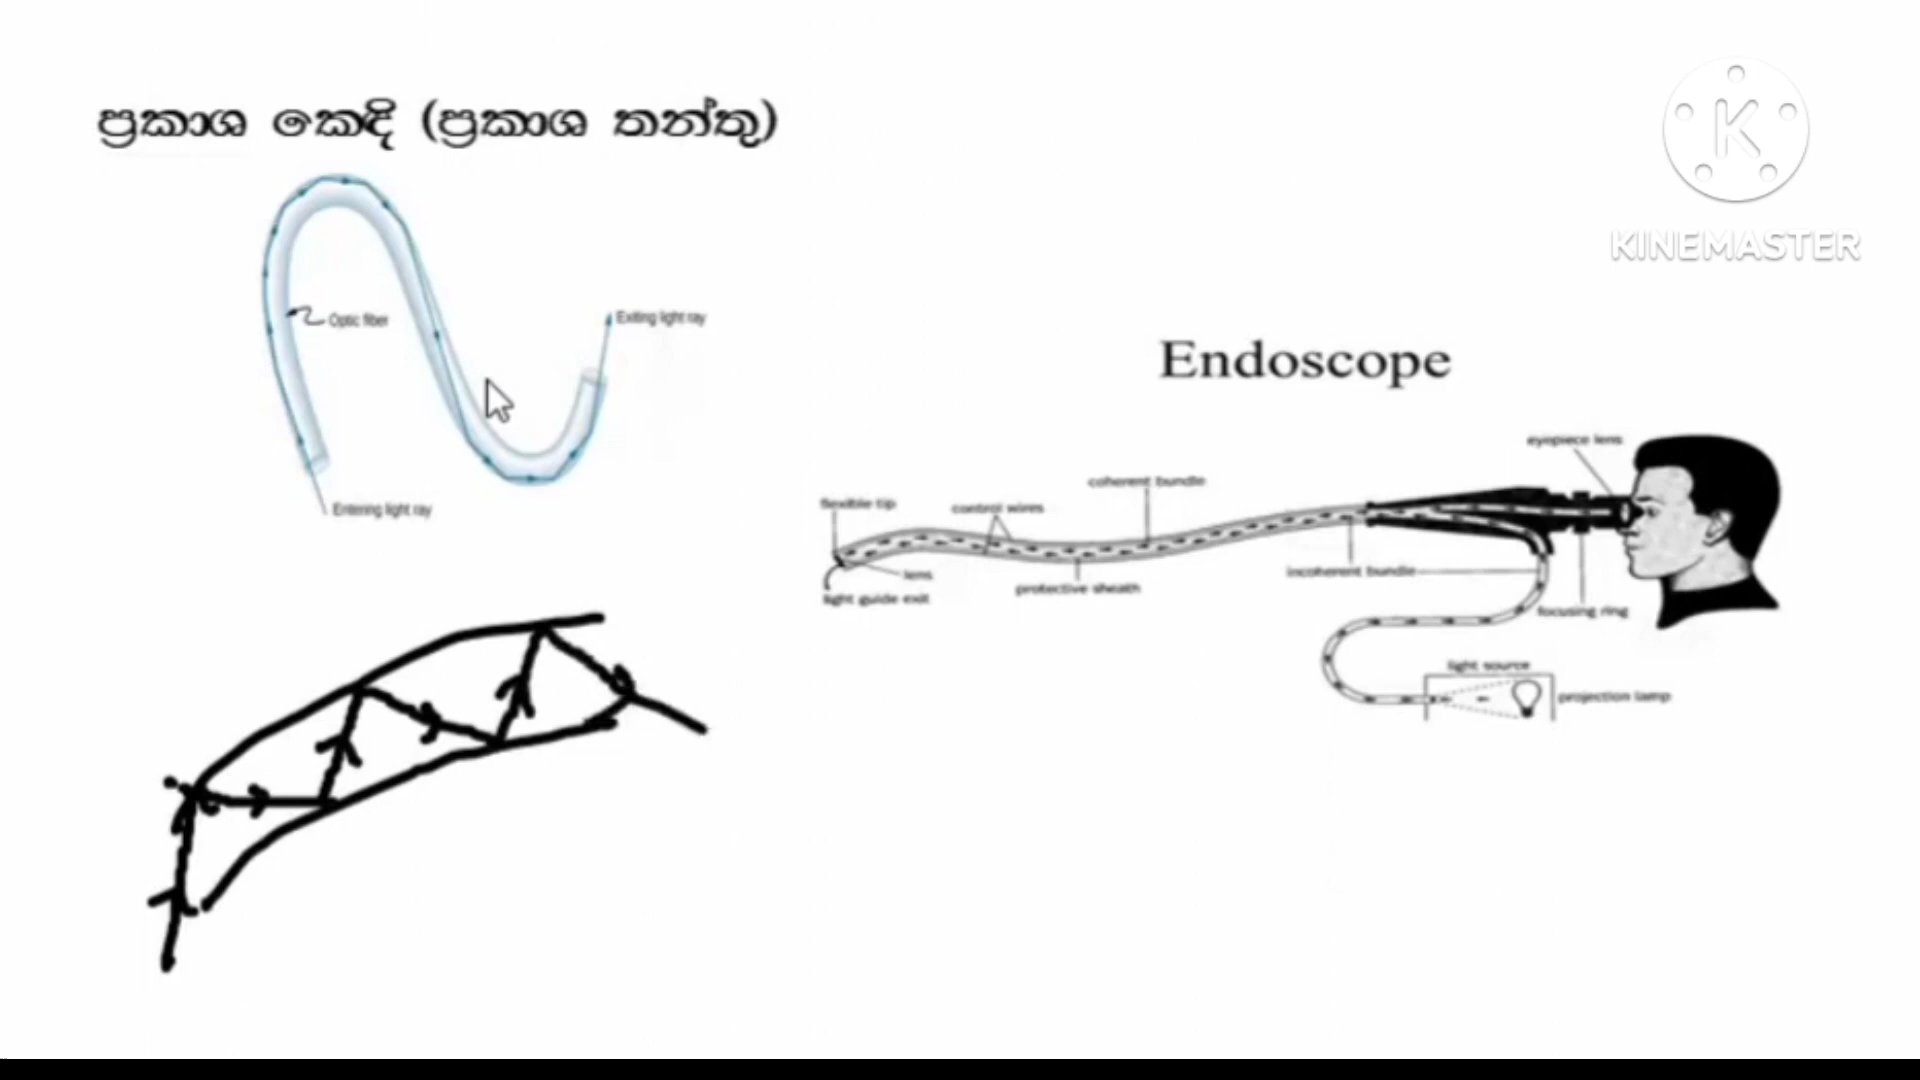 ප්‍රකාශ කෙඳි (ප්‍රකාශ තන්තු)
K
KINEMASTER
Optic fiber
Exiting light ray
Entering light ray
Endoscope
eyepiece lens
flexible tip
control wires
coherent bundle
lens
light guide exit
protective sheath
incoherent bundle
focusing ring
light source
projection lamp